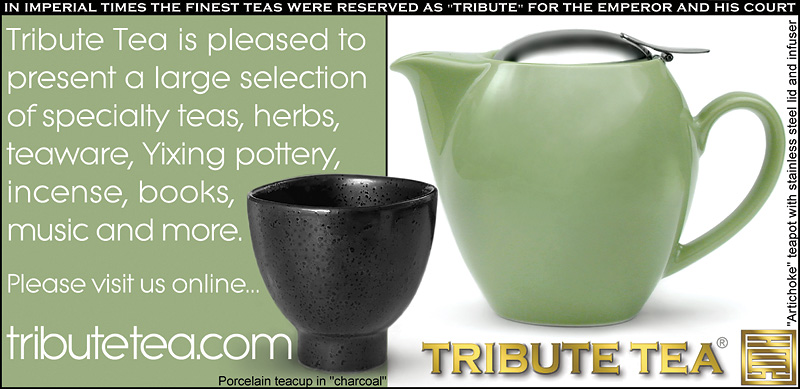 IN IMPERIAL TIMES THE FINEST TEAS WERE RESERVED AS "TRIBUTE" FOR THE EMPEROR AND HIS COURT
Tribute Tea is pleased to
present a large selection
of specialty teas, herbs,
teaware, Yixing pottery,
incense, books,
music and more.
Please visit us online...
tributetea.com
Porcelain teacup in "charcoal"
"Artichoke" teapot with stainless steel lid and infuser
TRIBUTE TEA®